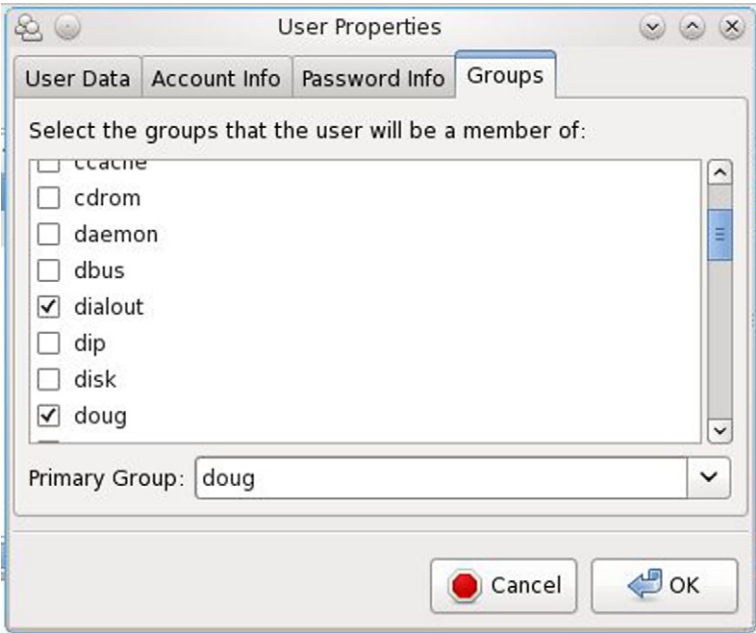 User Properties
User Data Account Info Password Info Groups
Select the groups that the user will be a member of:
ccache
cdrom
daemon
dbus
dialout
dip
disk
doug
Primary Group: doug
Cancel OK